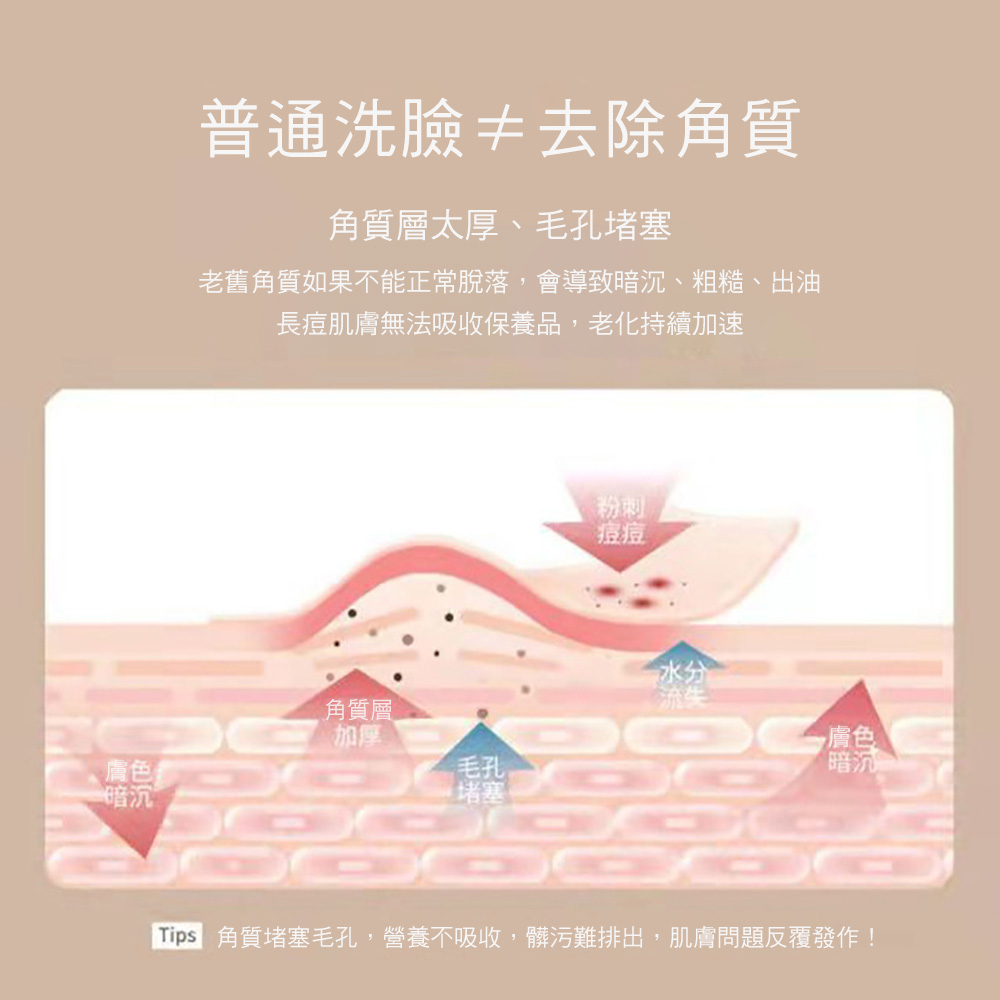 普通洗臉≠去除角質
角質層太厚、毛孔堵塞
老舊角質如果不能正常脫落，會導致暗沉、粗糙、出油
長痘肌膚無法吸收保養品，老化持續加速
粉刺
痘痘
水分
流失
角質層
加厚
膚色
暗沉
毛孔
堵塞
膚色
暗沉
Tips 角質堵塞毛孔，營養不吸收，髒污難排出，肌膚問題反覆發作！